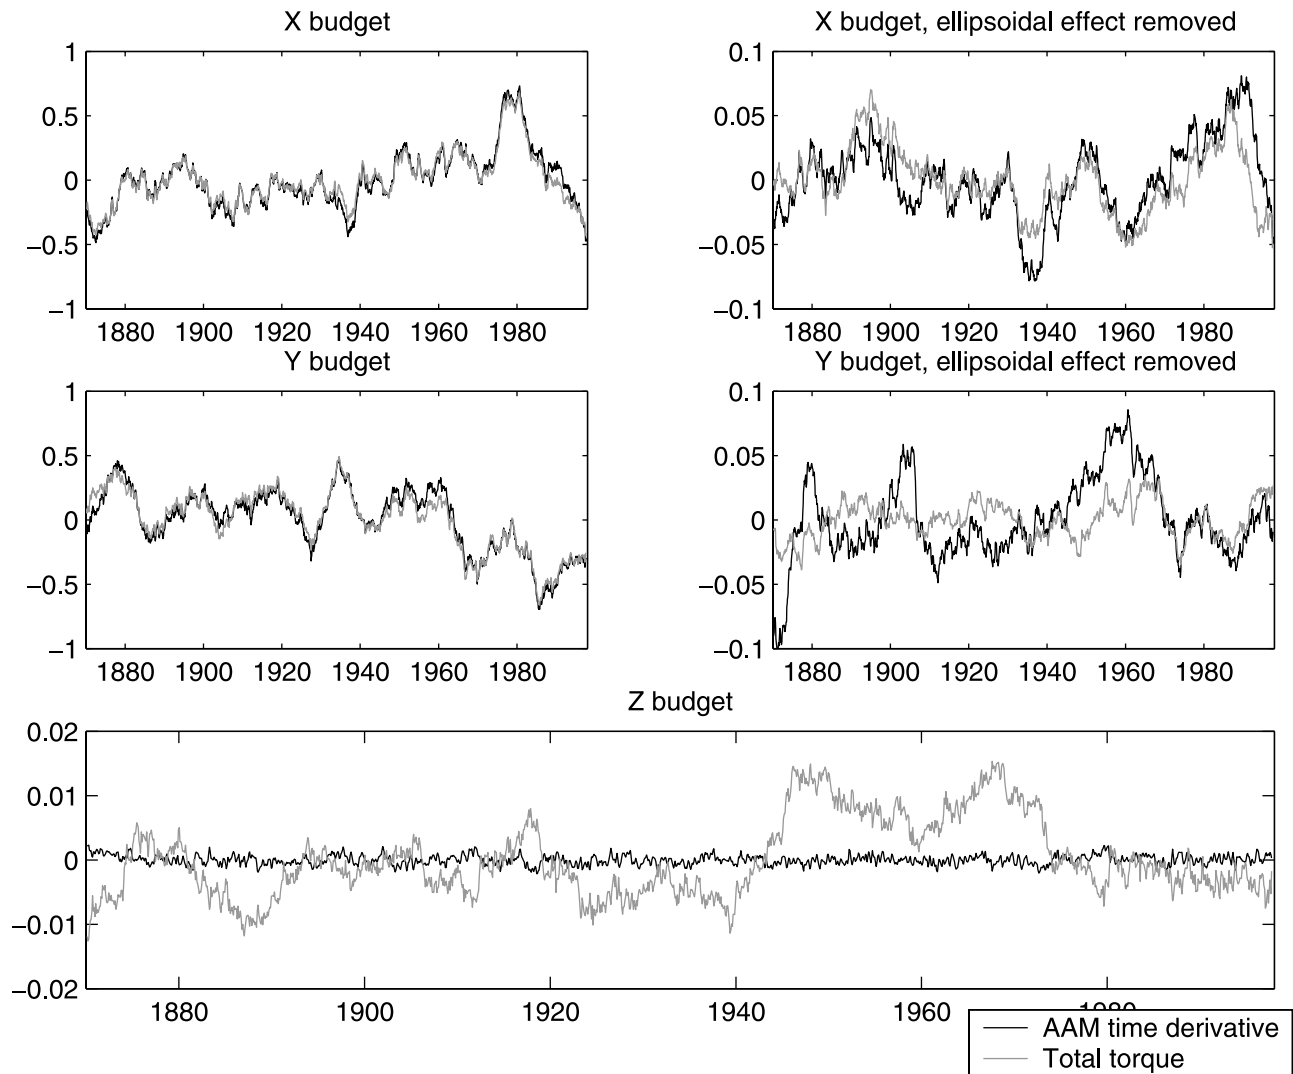 X budget
X budget, ellipsoidal effect removed
1
0.5
0
−0.5
−1
0.1
0.05
0
−0.05
−0.1
1880 1900 1920 1940 1960 1980
1880 1900 1920 1940 1960 1980
Y budget
Y budget, ellipsoidal effect removed
1
0.5
0
−0.5
−1
0.1
0.05
0
−0.05
−0.1
1880 1900 1920 1940 1960 1980
1880 1900 1920 1940 1960 1980
Z budget
0.02
0.01
0
−0.01
−0.02
1880 1900 1920 1940 1960 1980
AAM time derivative
Total torque